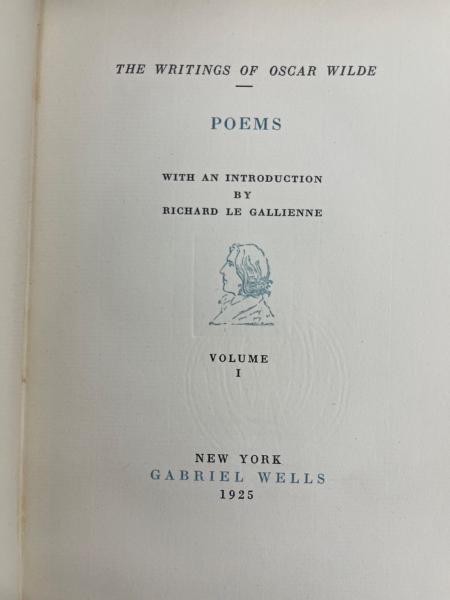 THE WRITINGS OF OSCAR WILDE
POEMS
WITH AN INTRODUCTION
BY
RICHARD LE GALLIENNE
VOLUME
I
NEW YORK
GABRIEL WELLS
1925